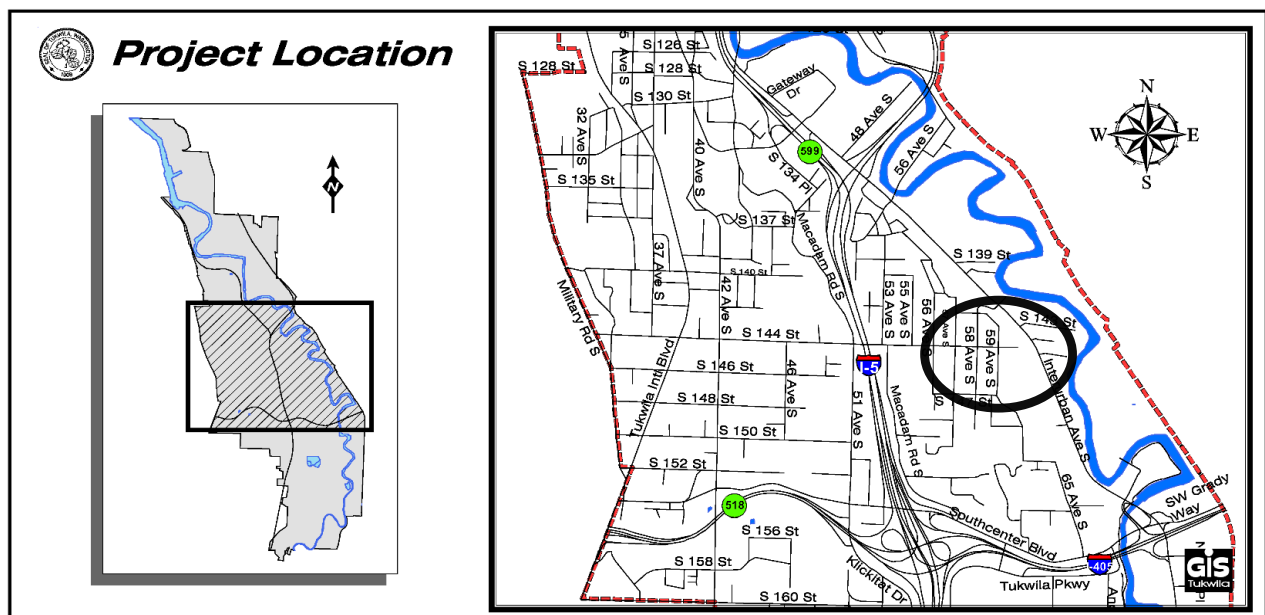 Project Location
N
S 126 St
S 128 St
S 128 St
S 130 St
Gateway
Dr
32 Ave S
40 Ave S
48 Ave S
56 Ave S
599
S 134 Pl
S 135 St
S 137 St
Macadam Rd S
S 139 St
37 Ave S
S 140 St
42 Ave S
Military Rd S
53 Ave S
55 Ave S
56 Ave S
58 Ave S
59 Ave S
S 144 St
I-5
Interurban Ave S
S 146 St
46 Ave S
Tukwila Intl Blvd
S 148 St
51 Ave S
Macadam Rd S
S 150 St
S 152 St
65 Ave S
SW Grady
Way
518
S 156 St
Southcenter Blvd
S 158 St
Klickitat Dr
I-405
Tukwila Pkwy
S 160 St
N
W
E
S
GIS
Tukwila